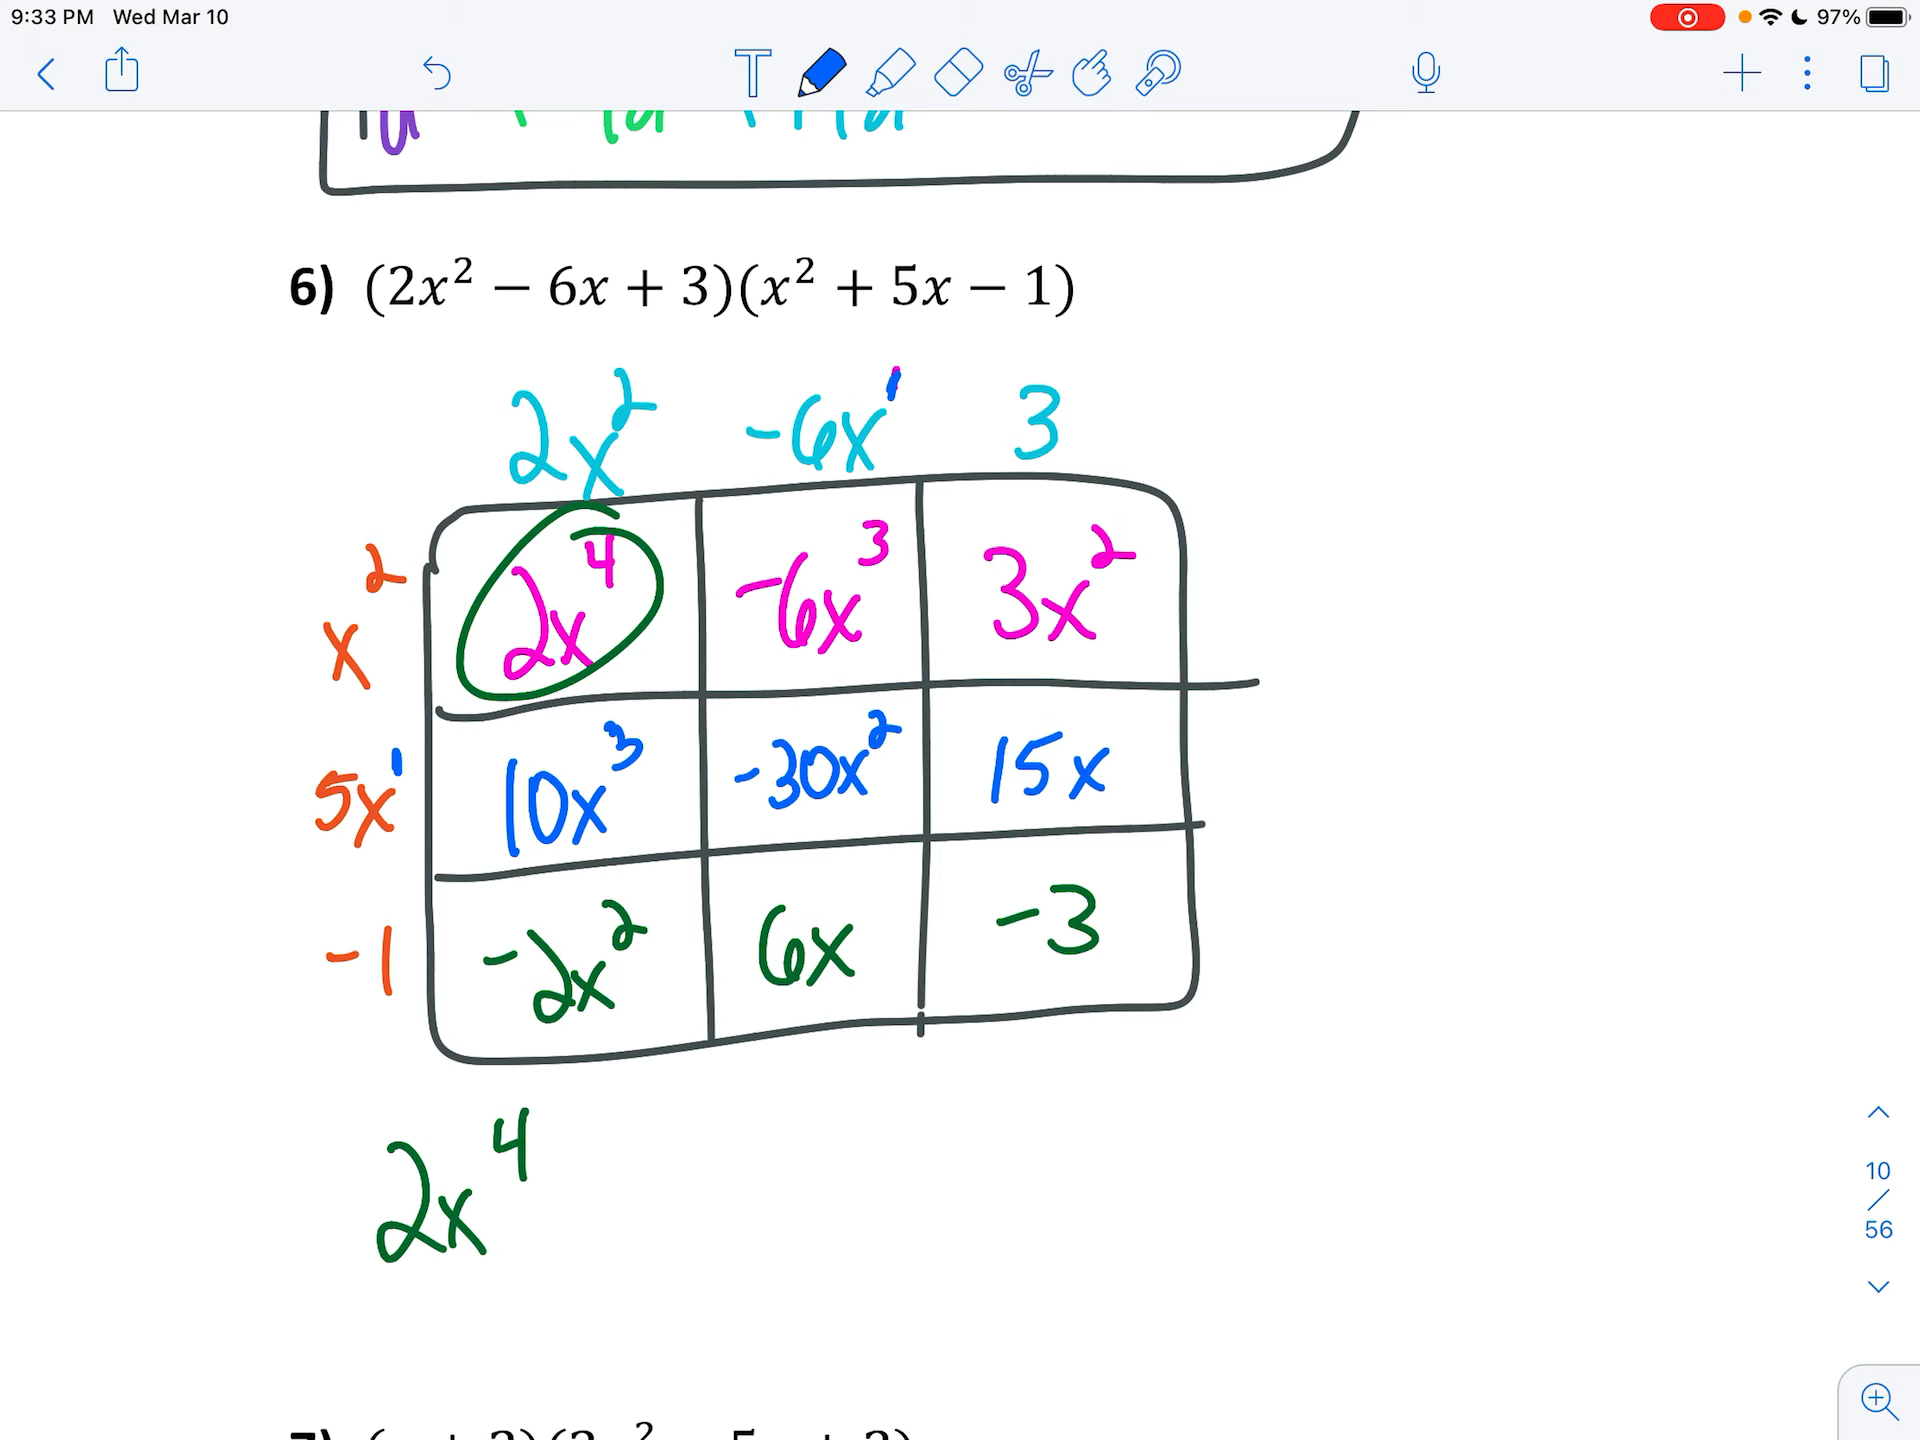 9:33 PM Wed Mar 10 97%
T
6) (2x² − 6x + 3)(x² + 5x − 1)
2x² -6x¹ 3
x² 2x⁴ -6x³ 3x²
5x¹ 10x³ -30x² 15x
-1 -2x² 6x -3
2x⁴
10
/
56